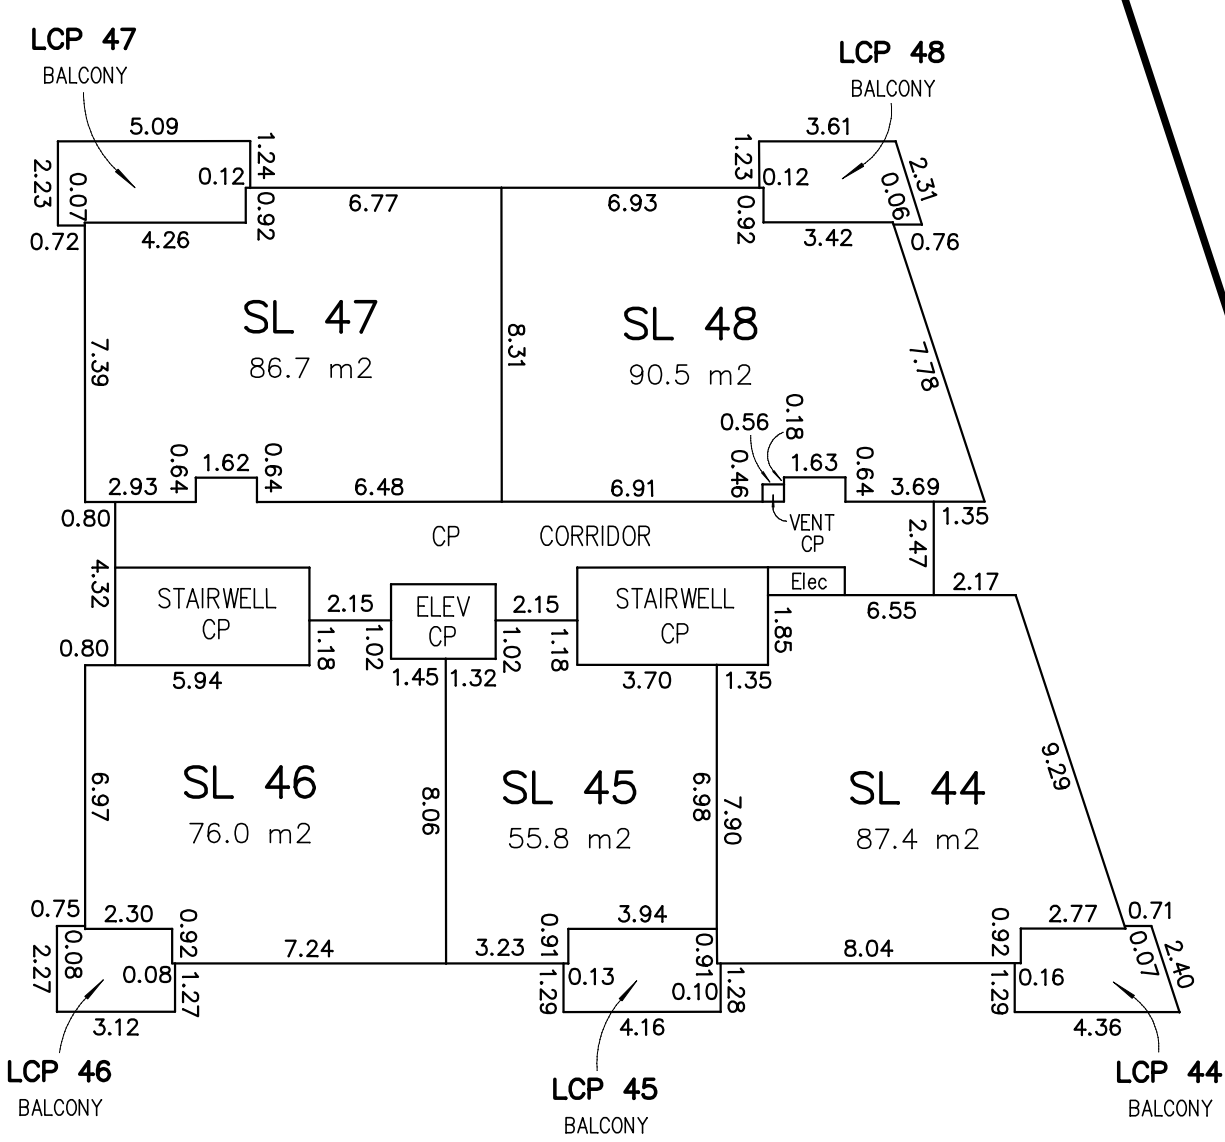 LCP 47
BALCONY
LCP 48
BALCONY
5.09
1.24
2.23
0.07
0.12
0.92
0.72
4.26
6.77
6.93
3.61
1.23
0.12
2.31
0.06
0.92
3.42
0.76
SL 47
86.7 m2
SL 48
90.5 m2
7.39
8.31
7.78
0.56
0.18
2.93
0.64
1.62
0.64
6.48
6.91
0.46
1.63
0.64
3.69
1.35
0.80
CP
CORRIDOR
VENT
CP
2.47
4.32
STAIRWELL
CP
2.15
ELEV
CP
2.15
STAIRWELL
CP
Elec
6.55
2.17
1.85
0.80
1.18
1.02
1.02
1.18
5.94
1.45
1.32
3.70
1.35
6.97
SL 46
76.0 m2
8.06
SL 45
55.8 m2
6.98
7.90
SL 44
87.4 m2
9.29
0.75
2.30
0.92
7.24
3.23
0.91
3.94
0.91
8.04
0.92
2.77
0.71
2.27
0.08
0.08
1.27
1.29
0.13
0.10
1.28
1.29
0.16
0.07
2.40
3.12
4.16
4.36
LCP 46
BALCONY
LCP 45
BALCONY
LCP 44
BALCONY